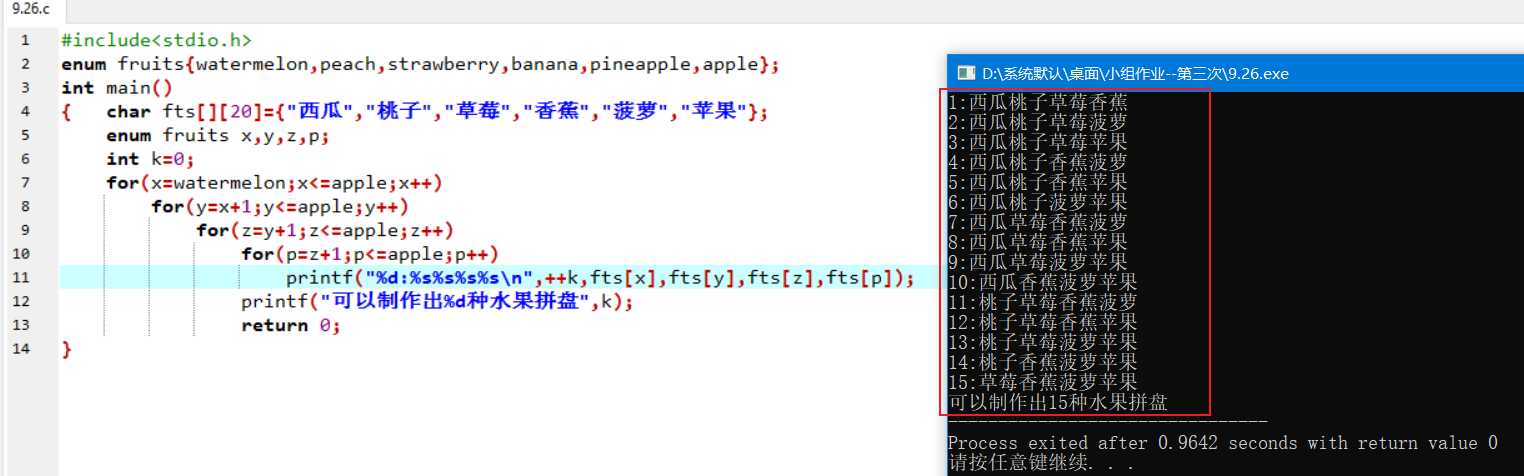 9.26.c
1 #include<stdio.h>
2 enum fruits{watermelon,peach,strawberry,banana,pineapple,apple};
3 int main()
4 { char fts[][20]={"西瓜","桃子","草莓","香蕉","菠萝","苹果"};
5 enum fruits x,y,z,p;
6 int k=0;
7 for(x=watermelon;x<=apple;x++)
8 for(y=x+1;y<=apple;y++)
9 for(z=y+1;z<=apple;z++)
10 for(p=z+1;p<=apple;p++)
11 printf("%d:%s%s%s%s\n",++k,fts[x],fts[y],fts[z],fts[p]);
12 printf("可以制作出%d种水果拼盘",k);
13 return 0;
14 }
D:\系统默认\桌面\小组作业--第三次\9.26.exe
1:西瓜桃子草莓香蕉
2:西瓜桃子草莓菠萝
3:西瓜桃子草莓苹果
4:西瓜桃子香蕉菠萝
5:西瓜桃子香蕉苹果
6:西瓜桃子菠萝苹果
7:西瓜草莓香蕉菠萝
8:西瓜草莓香蕉苹果
9:西瓜草莓菠萝苹果
10:西瓜香蕉菠萝苹果
11:桃子草莓香蕉菠萝
12:桃子草莓香蕉苹果
13:桃子草莓菠萝苹果
14:桃子香蕉菠萝苹果
15:草莓香蕉菠萝苹果
可以制作出15种水果拼盘
--------------------------------
Process exited after 0.9642 seconds with return value 0
请按任意键继续. . .